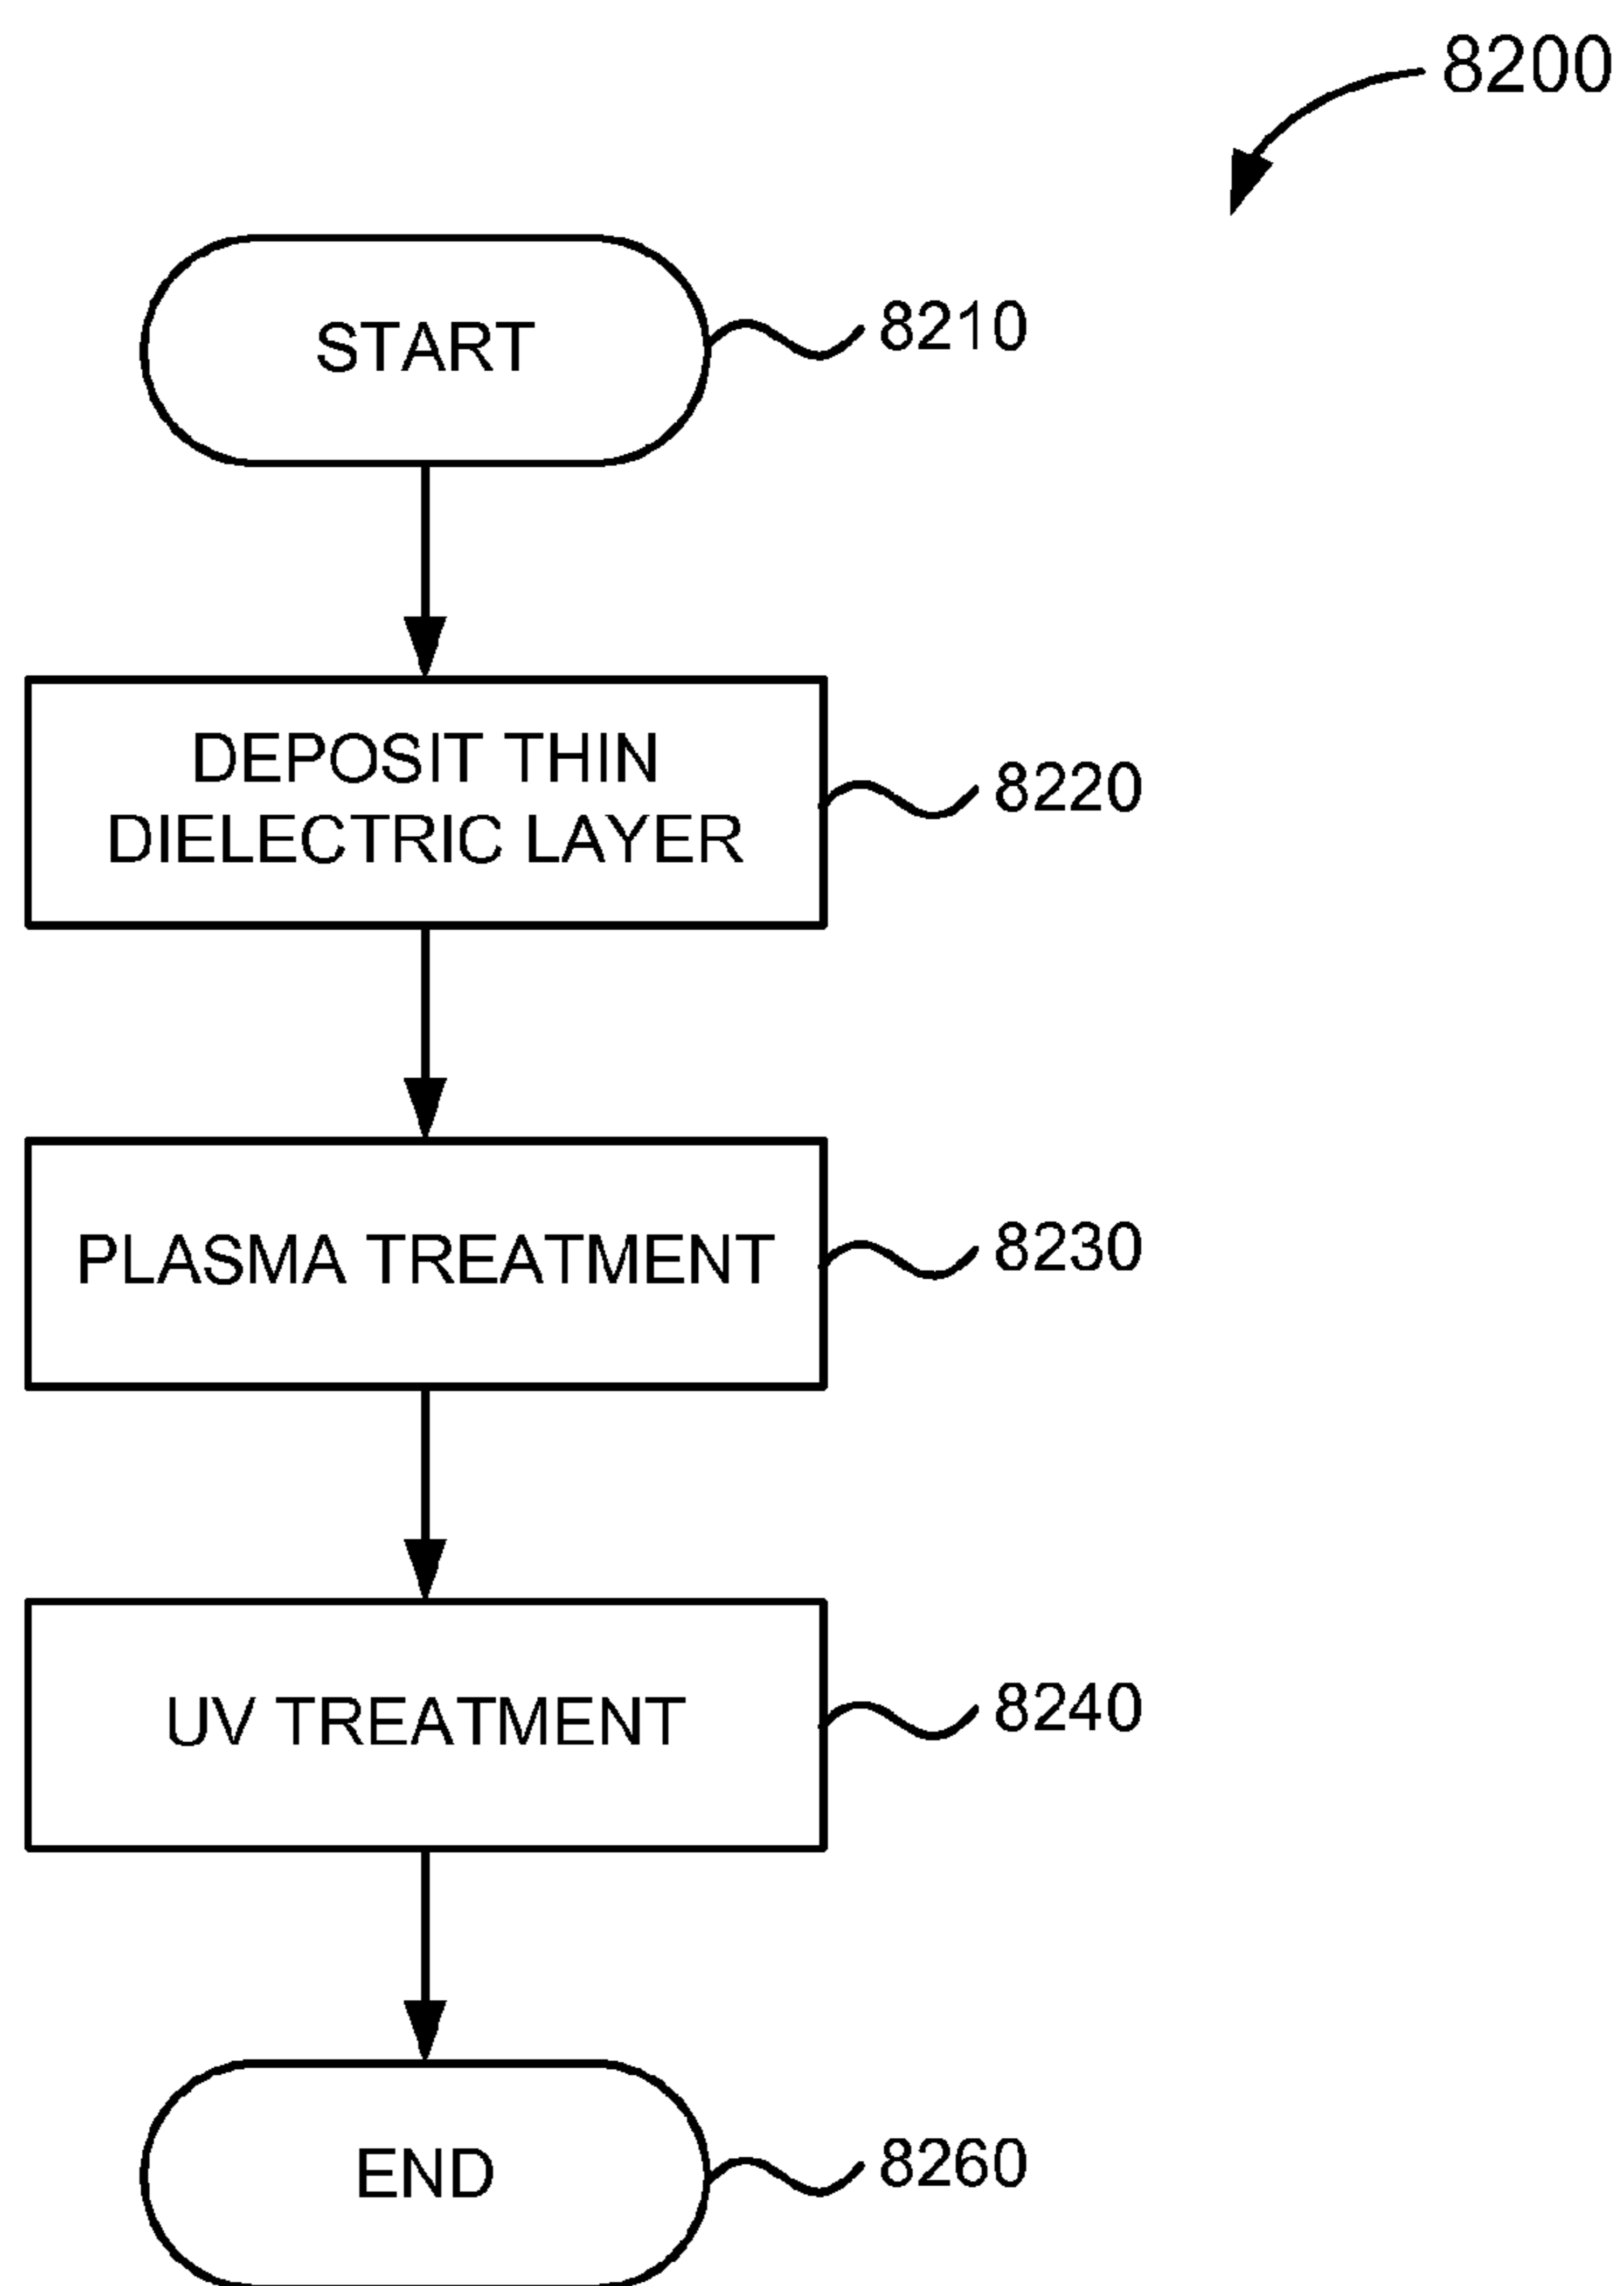 8200
START
8210
DEPOSIT THIN
DIELECTRIC LAYER
8220
PLASMA TREATMENT
8230
UV TREATMENT
8240
END
8260